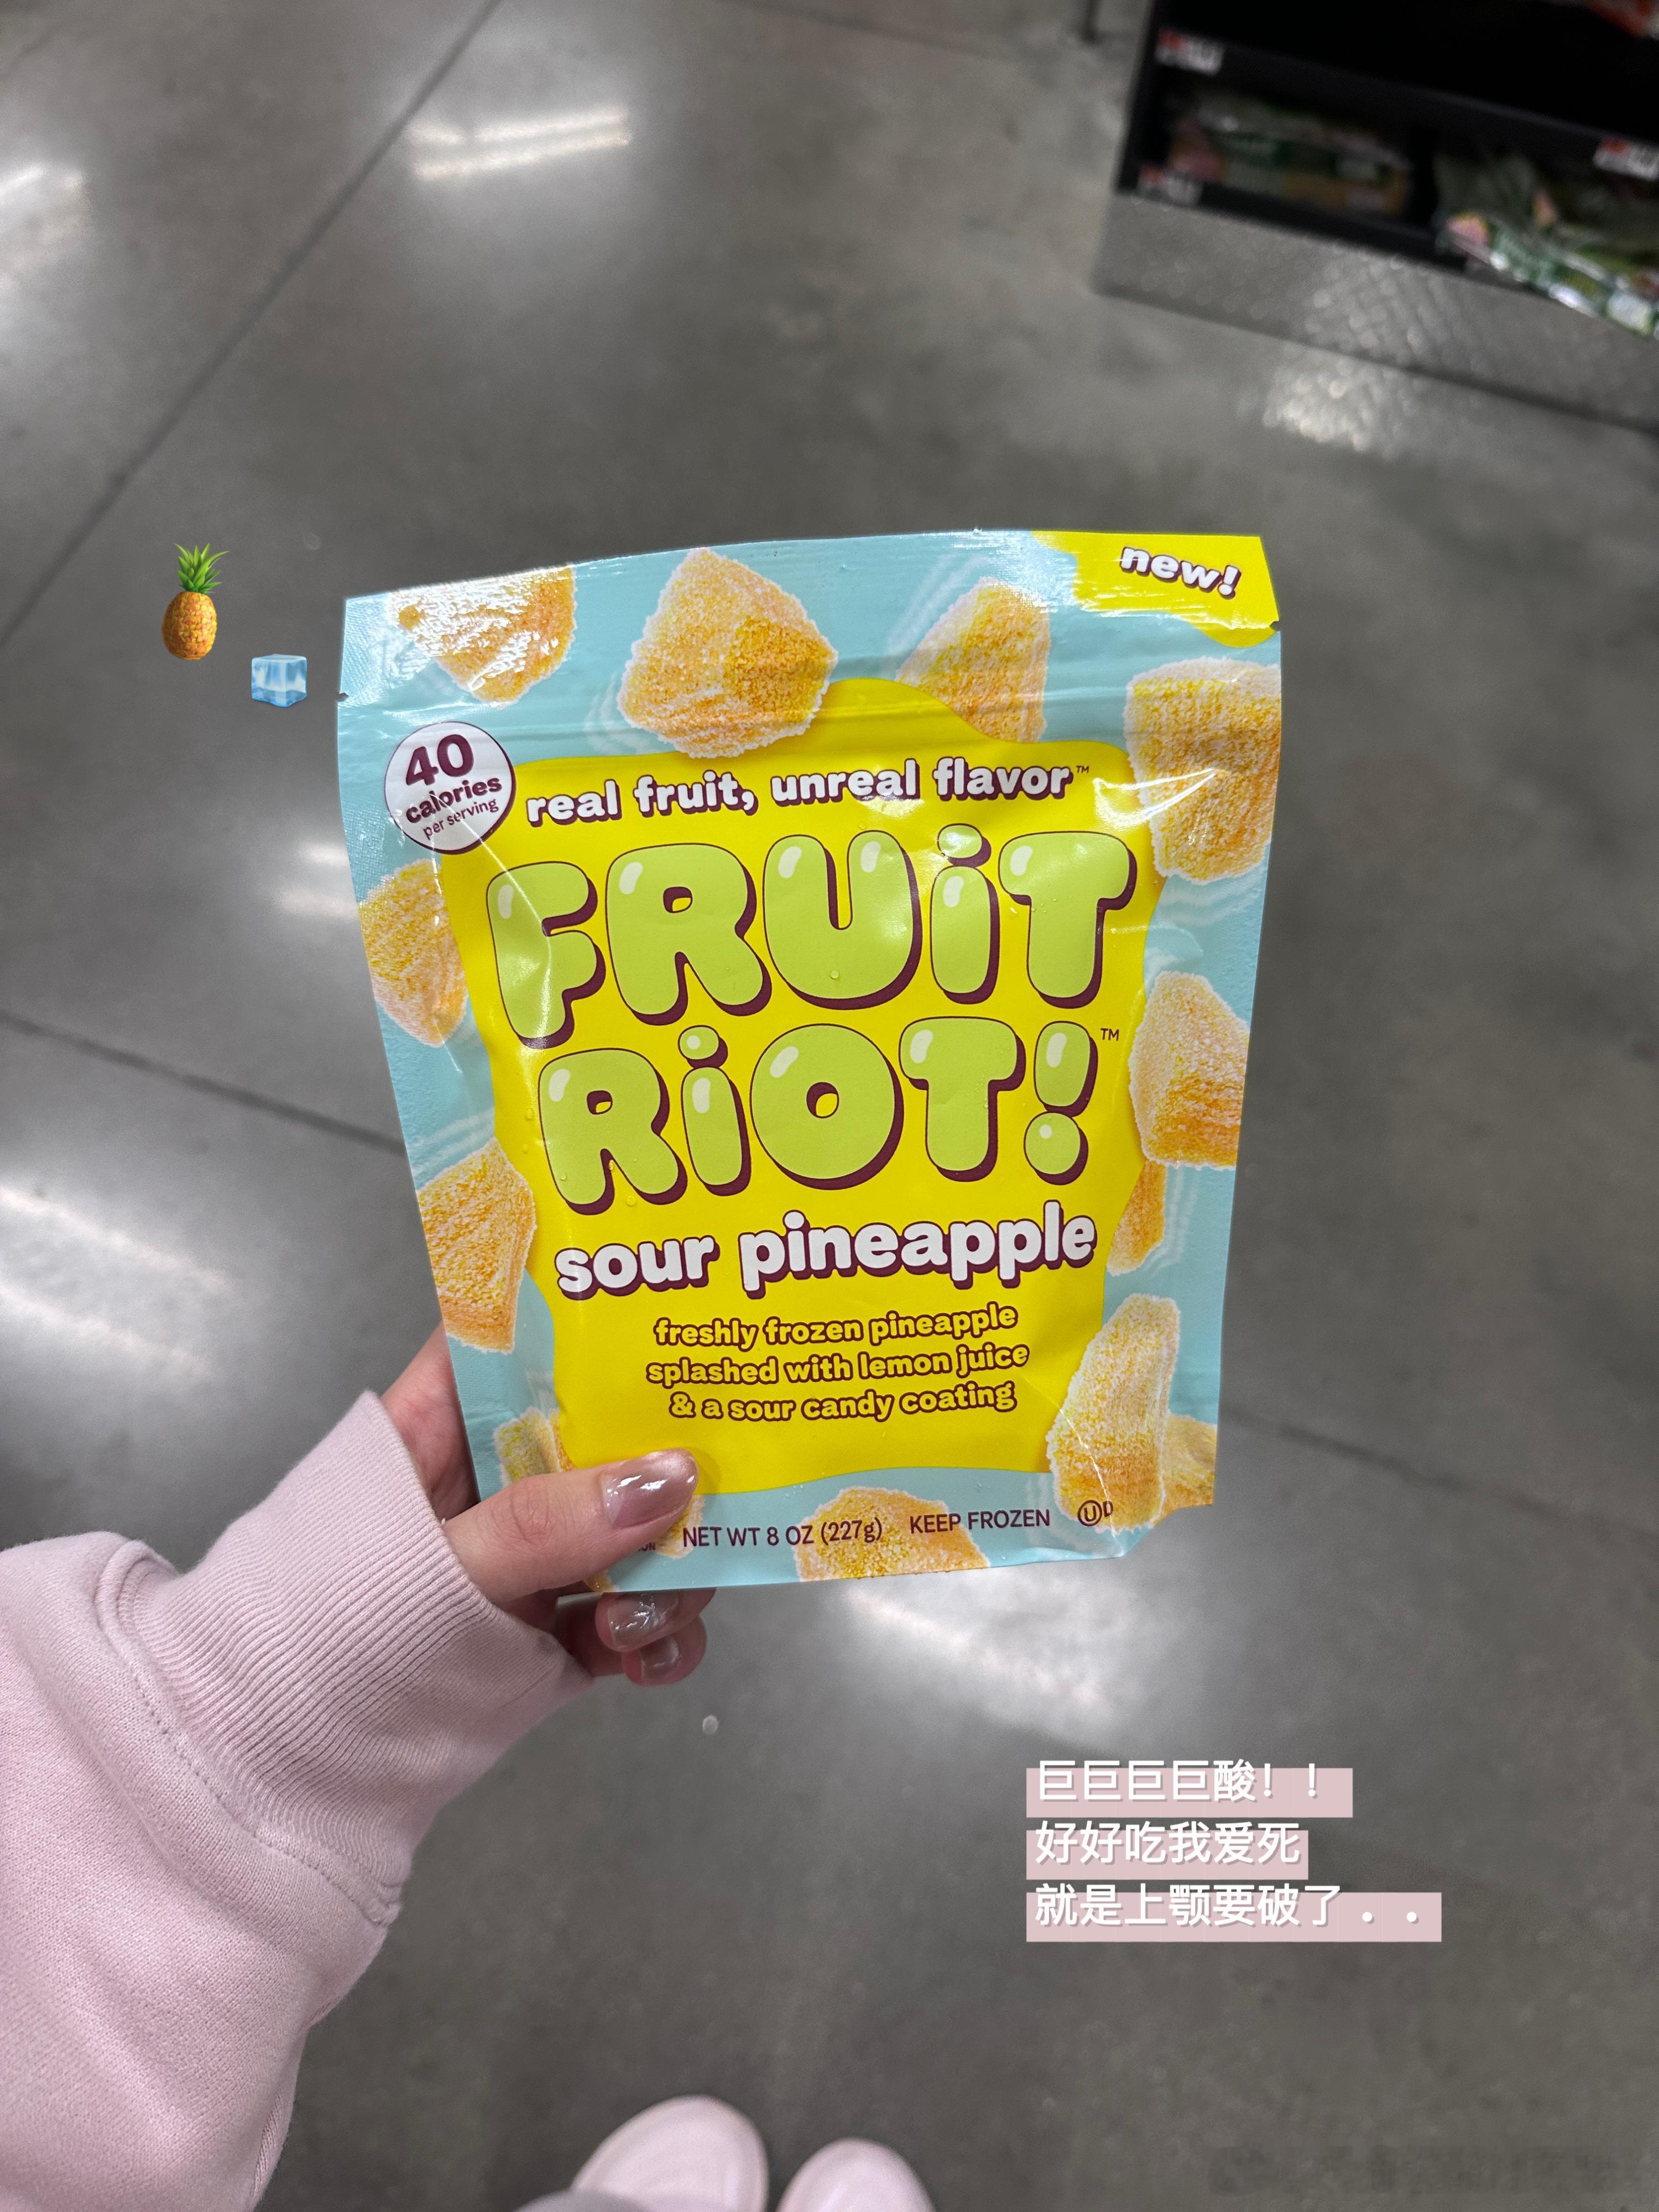 new!
40
calories
per serving
real fruit, unreal flavor™
FRUiT
RiOT!™
sour pineapple
freshly frozen pineapple
splashed with lemon juice
& a sour candy coating
NET WT 8 OZ (227g) KEEP FROZEN ⓊD
巨巨巨巨酸！！
好好吃我爱死
就是上颚要破了。。